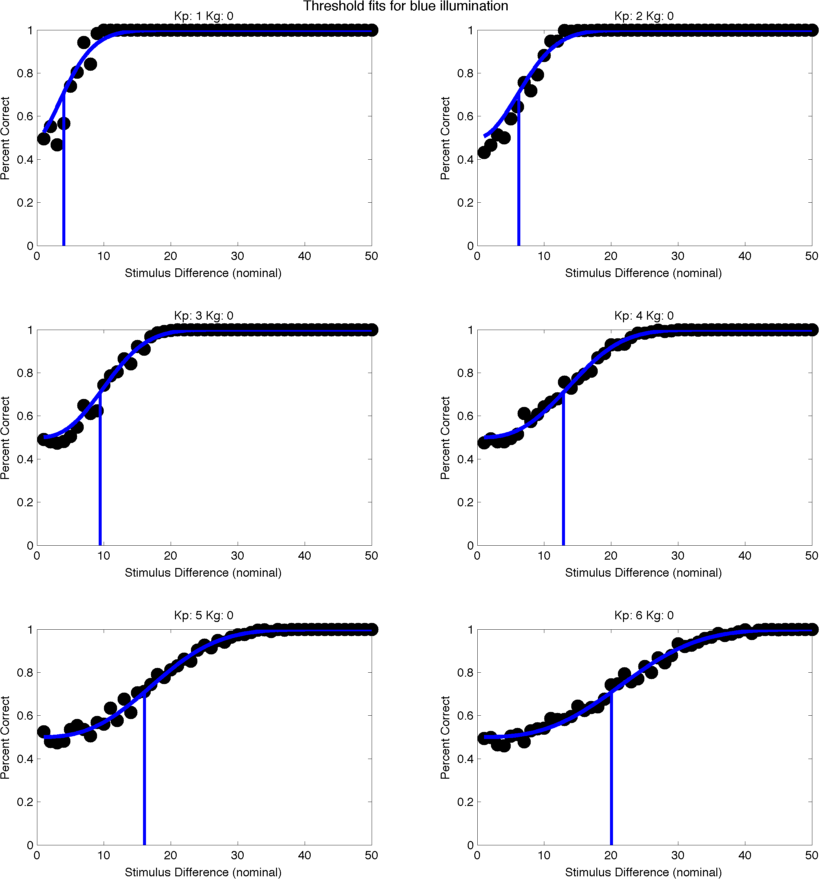 Threshold fits for blue illumination
Kp: 1 Kg: 0
Percent Correct
1
0.8
0.6
0.4
0.2
0
0 10 20 30 40 50
Stimulus Difference (nominal)
Kp: 2 Kg: 0
Percent Correct
1
0.8
0.6
0.4
0.2
0
0 10 20 30 40 50
Stimulus Difference (nominal)
Kp: 3 Kg: 0
Percent Correct
1
0.8
0.6
0.4
0.2
0
0 10 20 30 40 50
Stimulus Difference (nominal)
Kp: 4 Kg: 0
Percent Correct
1
0.8
0.6
0.4
0.2
0
0 10 20 30 40 50
Stimulus Difference (nominal)
Kp: 5 Kg: 0
Percent Correct
1
0.8
0.6
0.4
0.2
0
0 10 20 30 40 50
Stimulus Difference (nominal)
Kp: 6 Kg: 0
Percent Correct
1
0.8
0.6
0.4
0.2
0
0 10 20 30 40 50
Stimulus Difference (nominal)